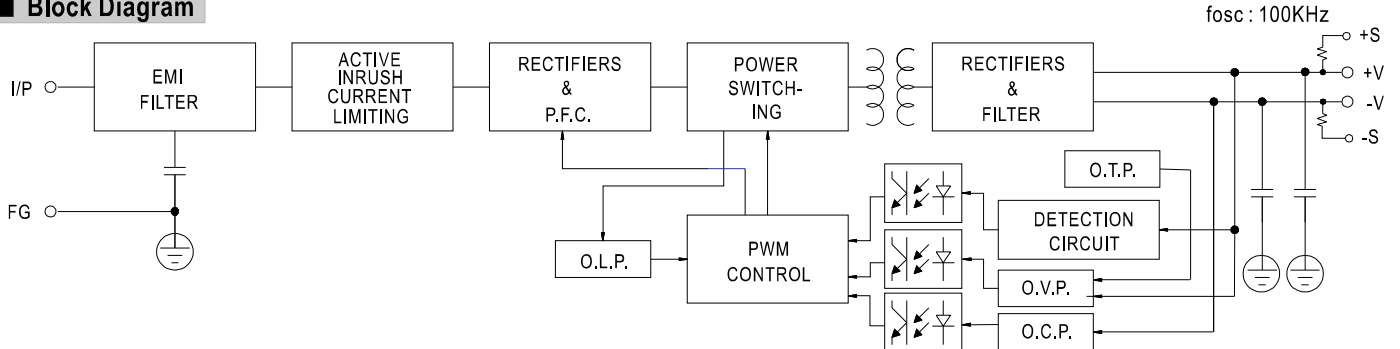 Block Diagram
fosc : 100KHz
I/P
EMI
FILTER
ACTIVE
INRUSH
CURRENT
LIMITING
RECTIFIERS
&
P.F.C.
POWER
SWITCH-
ING
RECTIFIERS
&
FILTER
+S
+V
-V
-S
FG
O.L.P.
PWM
CONTROL
O.T.P.
DETECTION
CIRCUIT
O.V.P.
O.C.P.